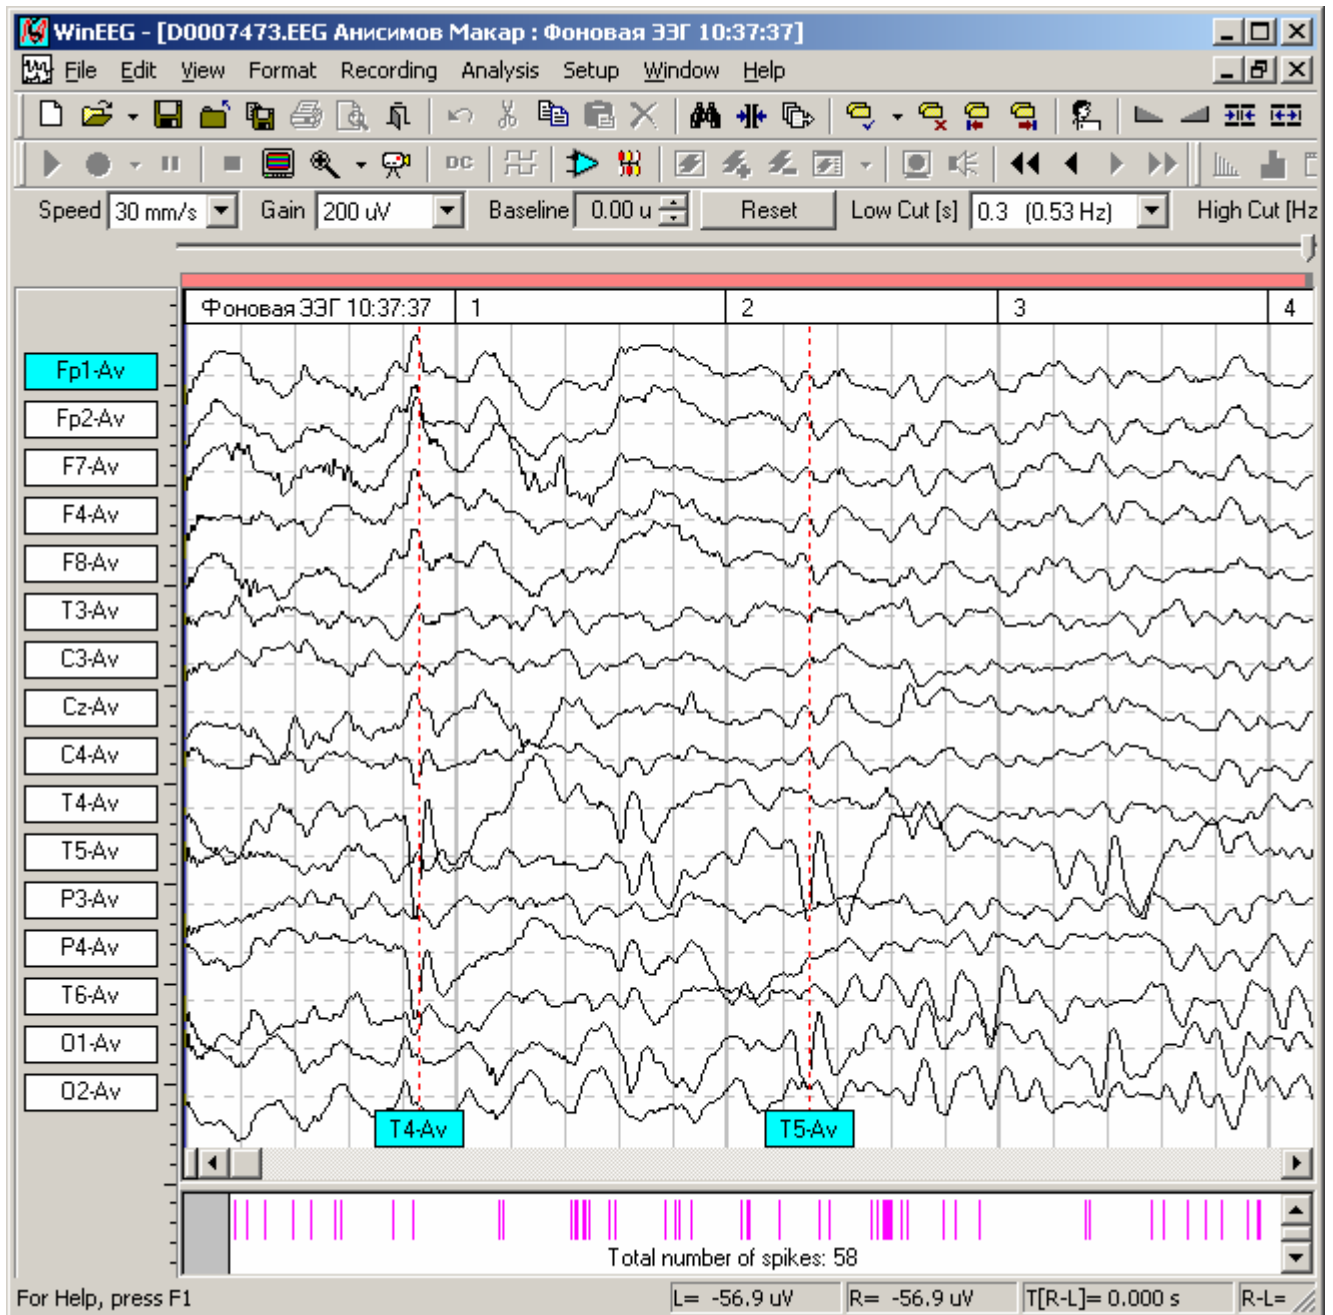 WinEEG - [D0007473.EEG Анисимов Макар : Фоновая ЭЭГ 10:37:37]
File Edit View Format Recording Analysis Setup Window Help
DC
Speed 30 mm/s Gain 200 uV Baseline 0.00 u Reset Low Cut [s] 0.3 (0.53 Hz) High Cut [Hz
Фоновая ЭЭГ 10:37:37 1 2 3 4
Fp1-Av
Fp2-Av
F7-Av
F4-Av
F8-Av
T3-Av
C3-Av
Cz-Av
C4-Av
T4-Av
T5-Av
P3-Av
P4-Av
T6-Av
O1-Av
O2-Av
T4-Av T5-Av
Total number of spikes: 58
For Help, press F1 L= -56.9 uV R= -56.9 uV T[R-L]= 0.000 s R-L=